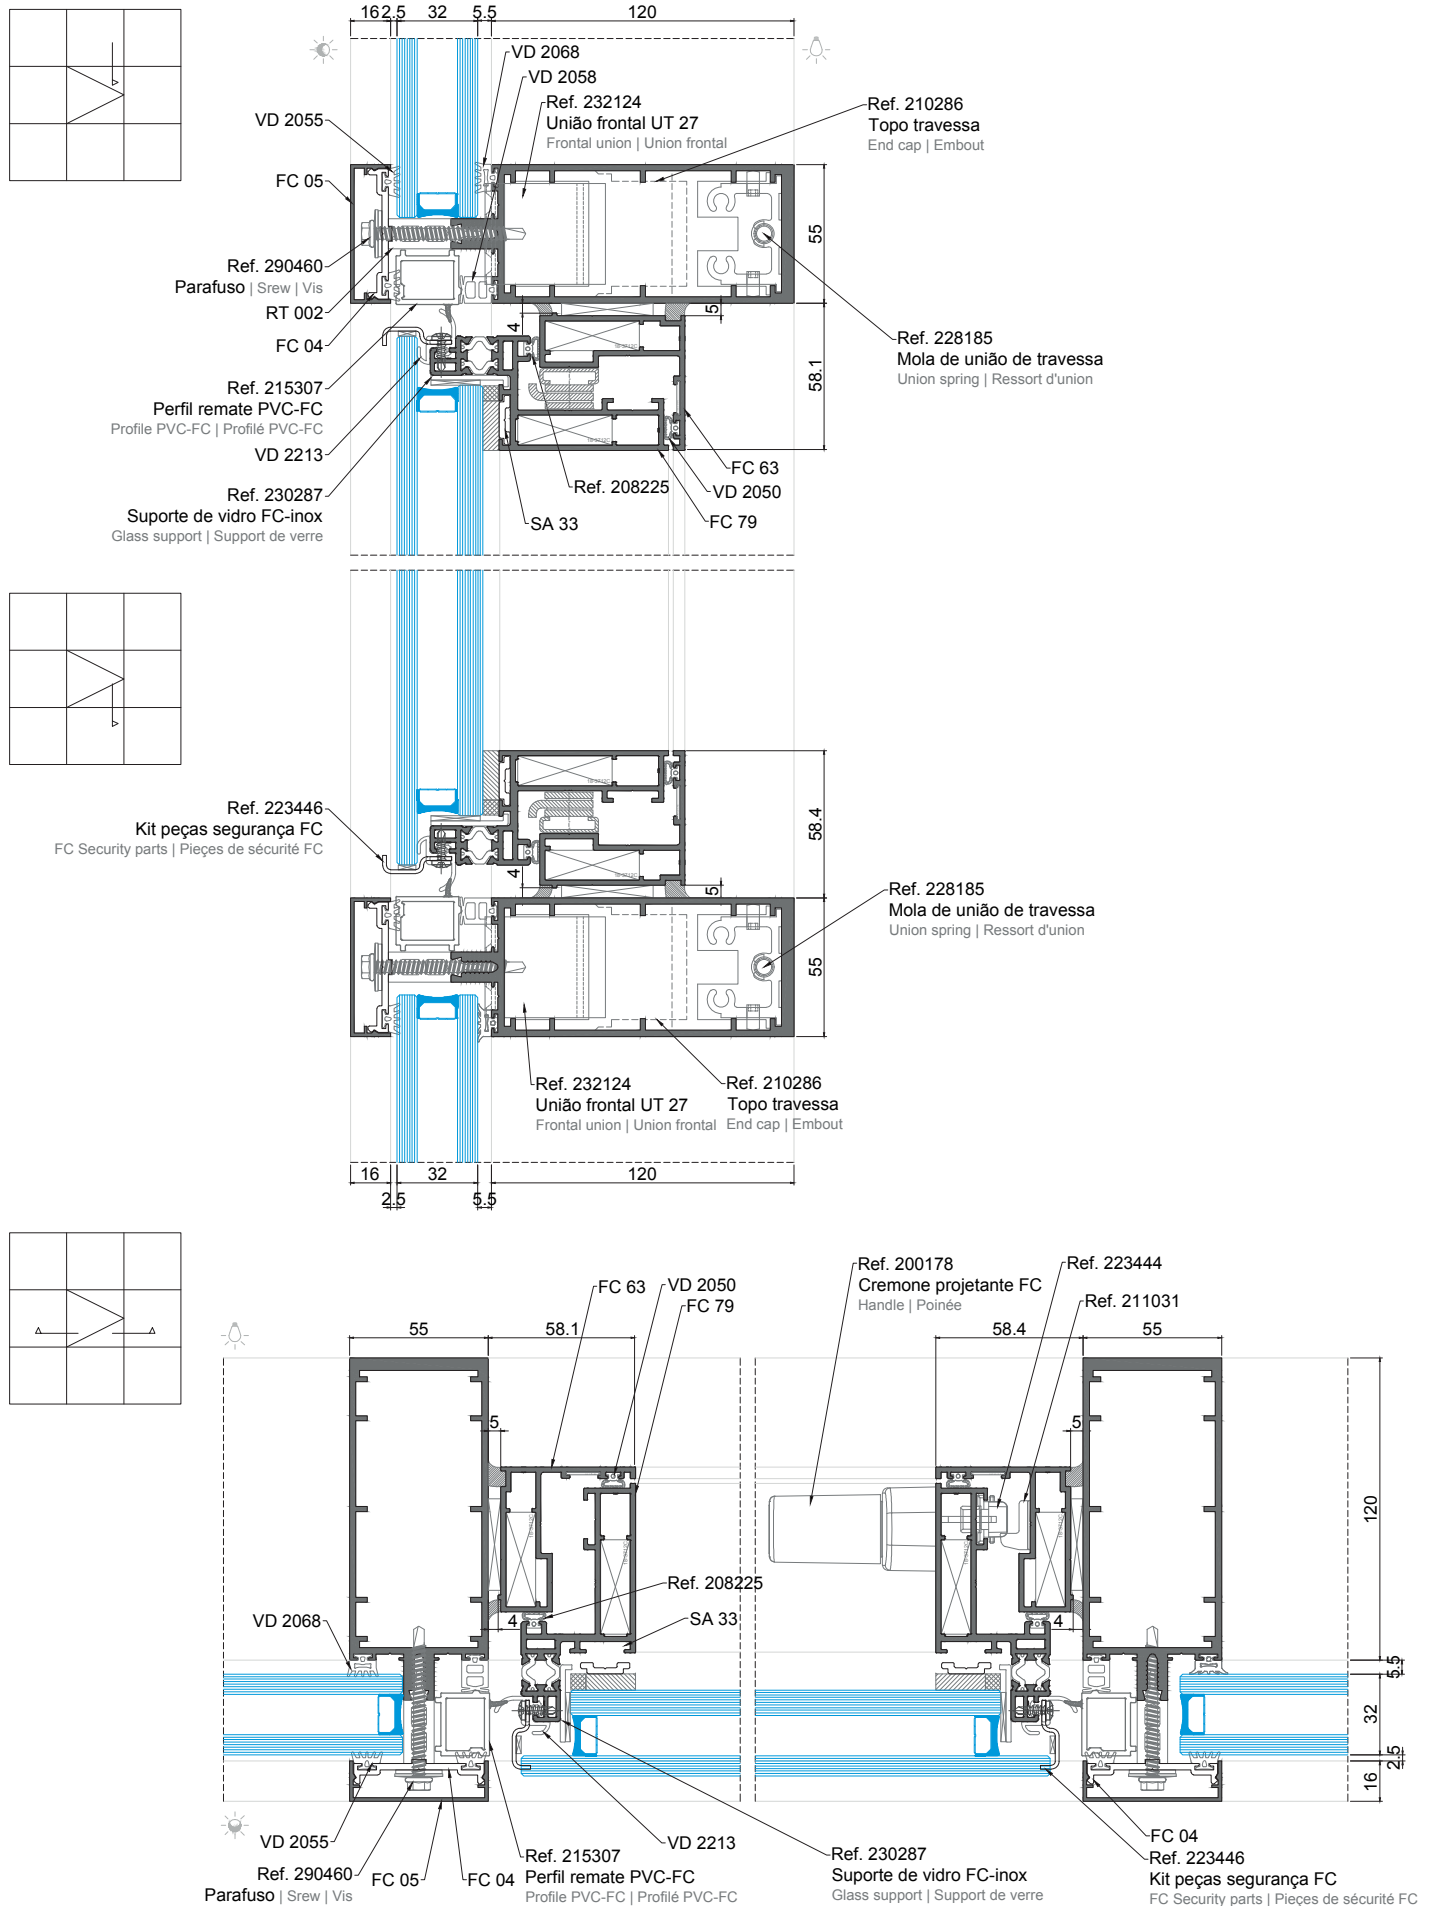 16 2.5 32 5.5 120
VD 2068
VD 2058
Ref. 232124
União frontal UT 27
Frontal union | Union frontal
Ref. 210286
Topo travessa
End cap | Embout
VD 2055
FC 05
55
Ref. 290460
Parafuso | Srew | Vis
RT 002
FC 04
5
4
Ref. 228185
Mola de união de travessa
Union spring | Ressort d'union
58.1
Ref. 215307
Perfil remate PVC-FC
Profile PVC-FC | Profilé PVC-FC
VD 2213
FC 63
Ref. 208225
VD 2050
Ref. 230287
Suporte de vidro FC-inox
Glass support | Support de verre
SA 33
FC 79
58.4
Ref. 223446
Kit peças segurança FC
FC Security parts | Pieçes de sécurité FC
4
5
Ref. 228185
Mola de união de travessa
Union spring | Ressort d'union
55
Ref. 232124
União frontal UT 27
Frontal union | Union frontal
Ref. 210286
Topo travessa
End cap | Embout
16 32 120
2.5 5.5
Ref. 200178
Cremone projetante FC
Handle | Poinée
Ref. 223444
FC 63
VD 2050
FC 79
Ref. 211031
55 58.1 58.4 55
5
5
120
Ref. 208225
SA 33
VD 2068
4
4
5.5
32
2.5
16
VD 2055
Ref. 290460
Parafuso | Srew | Vis
FC 05
FC 04
Ref. 215307
Perfil remate PVC-FC
Profile PVC-FC | Profilé PVC-FC
VD 2213
Ref. 230287
Suporte de vidro FC-inox
Glass support | Support de verre
FC 04
Ref. 223446
Kit peças segurança FC
FC Security parts | Pieçes de sécurité FC